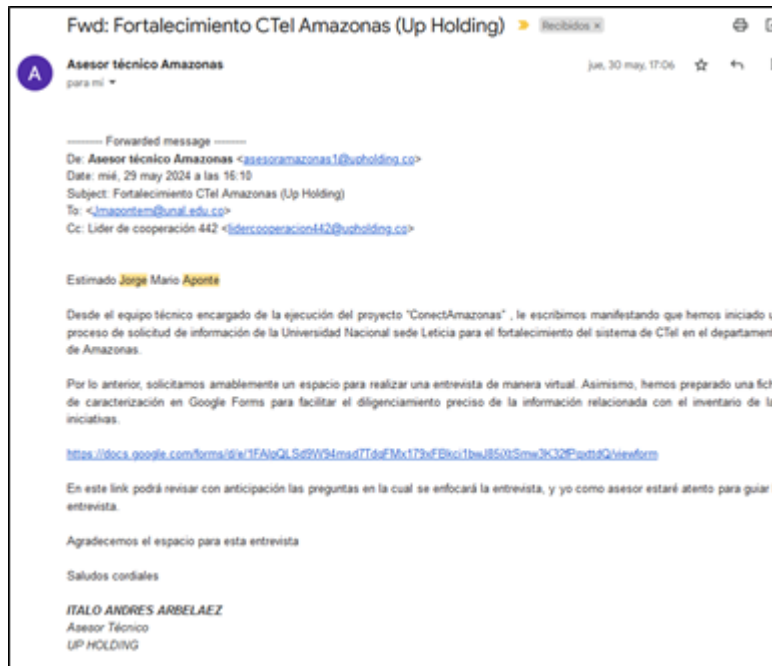 Fwd: Fortalecimiento CTeI Amazonas (Up Holding) Recibidos x
A
Asesor técnico Amazonas jue, 30 may, 17:06
para mí
---------- Forwarded message ---------
De: Asesor técnico Amazonas <asesoramazonas1@upholding.co>
Date: mié, 29 may 2024 a las 16:10
Subject: Fortalecimiento CTeI Amazonas (Up Holding)
To: <Jmapontem@unal.edu.co>
Cc: Lider de cooperación 442 <lidercooperacion442@upholding.co>
Estimado Jorge Mario Aponte
Desde el equipo técnico encargado de la ejecución del proyecto "ConectAmazonas" , le escribimos manifestando que hemos iniciado u
proceso de solicitud de información de la Universidad Nacional sede Leticia para el fortalecimiento del sistema de CTeI en el departamen
de Amazonas.
Por lo anterior, solicitamos amablemente un espacio para realizar una entrevista de manera virtual. Asimismo, hemos preparado una fich
de caracterización en Google Forms para facilitar el diligenciamiento preciso de la información relacionada con el inventario de la
iniciativas.
En este link podrá revisar con anticipación las preguntas en la cual se enfocará la entrevista, y yo como asesor estaré atento para guiar
entrevista.
Agradecemos el espacio para esta entrevista
Saludos cordiales
ITALO ANDRES ARBELAEZ
Asesor Técnico
UP HOLDING